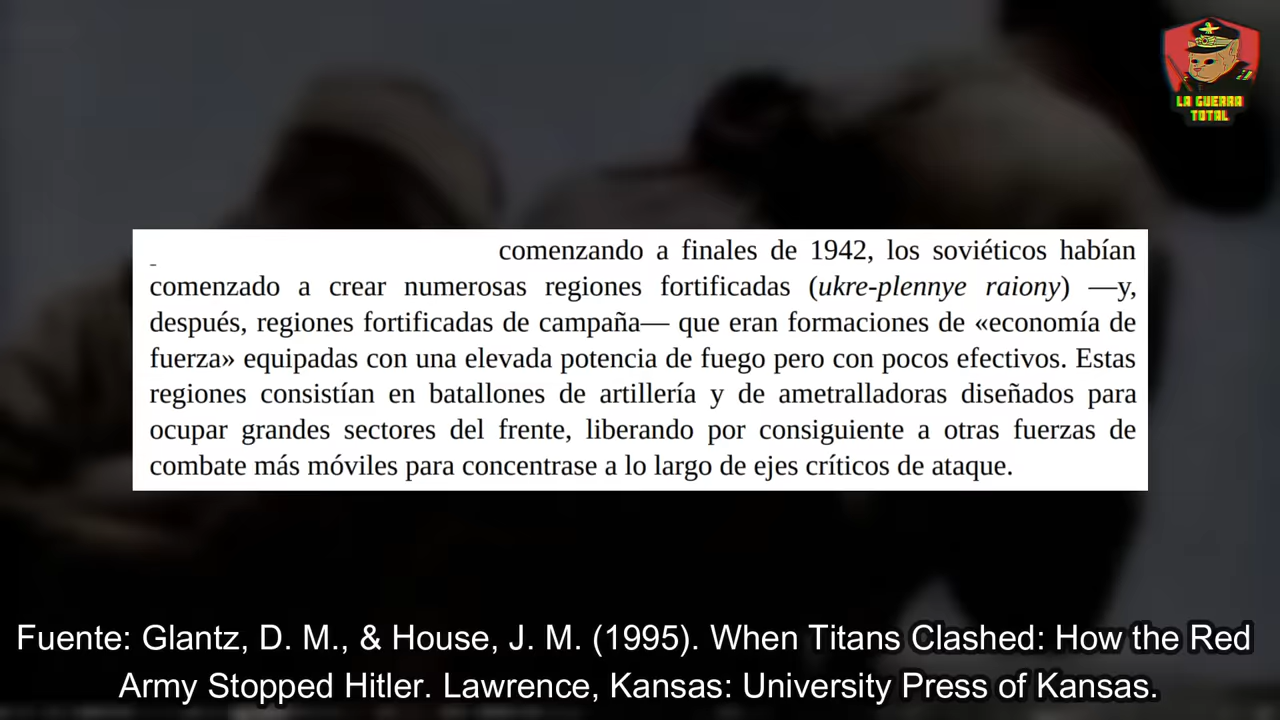 LA GUERRA
TOTAL
comenzando a finales de 1942, los soviéticos habían
comenzado a crear numerosas regiones fortificadas (ukre-plennye raiony) —y,
después, regiones fortificadas de campaña— que eran formaciones de «economía de
fuerza» equipadas con una elevada potencia de fuego pero con pocos efectivos. Estas
regiones consistían en batallones de artillería y de ametralladoras diseñados para
ocupar grandes sectores del frente, liberando por consiguiente a otras fuerzas de
combate más móviles para concentrase a lo largo de ejes críticos de ataque.
Fuente: Glantz, D. M., & House, J. M. (1995). When Titans Clashed: How the Red
Army Stopped Hitler. Lawrence, Kansas: University Press of Kansas.